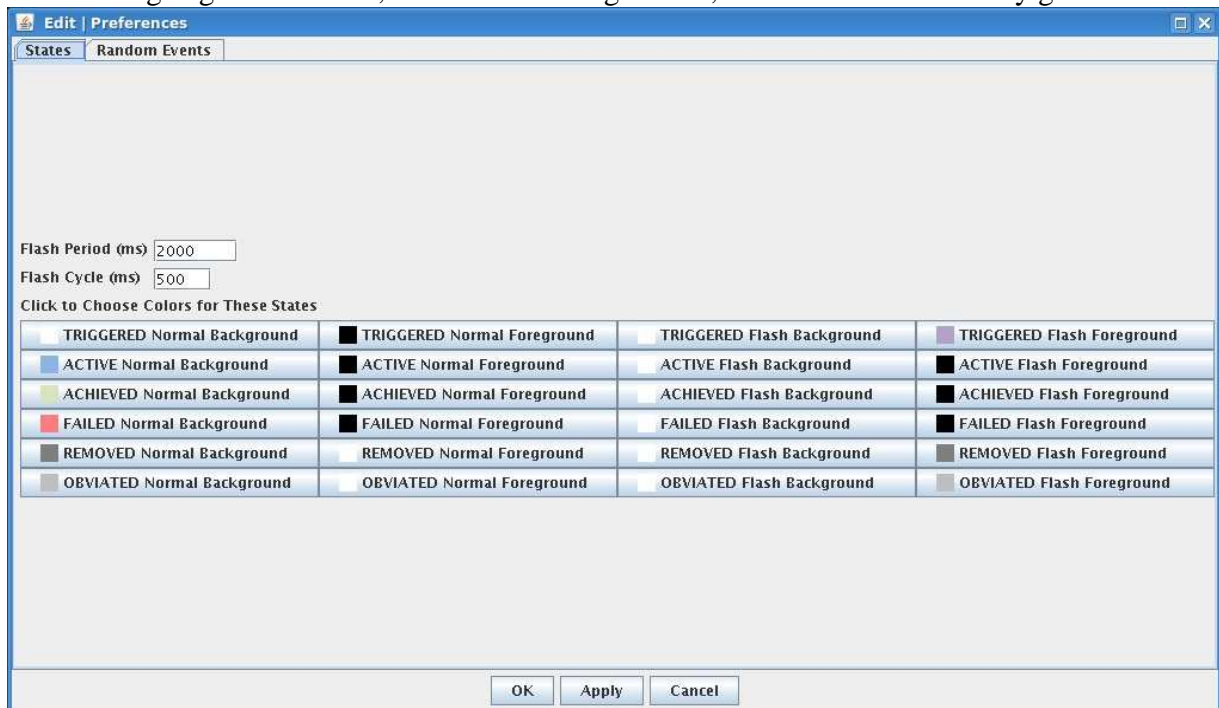 Edit | Preferences
States Random Events
Flash Period (ms) 2000
Flash Cycle (ms) 500
Click to Choose Colors for These States
TRIGGERED Normal Background TRIGGERED Normal Foreground TRIGGERED Flash Background TRIGGERED Flash Foreground
ACTIVE Normal Background ACTIVE Normal Foreground ACTIVE Flash Background ACTIVE Flash Foreground
ACHIEVED Normal Background ACHIEVED Normal Foreground ACHIEVED Flash Background ACHIEVED Flash Foreground
FAILED Normal Background FAILED Normal Foreground FAILED Flash Background FAILED Flash Foreground
REMOVED Normal Background REMOVED Normal Foreground REMOVED Flash Background REMOVED Flash Foreground
OBVIATED Normal Background OBVIATED Normal Foreground OBVIATED Flash Background OBVIATED Flash Foreground
OK Apply Cancel